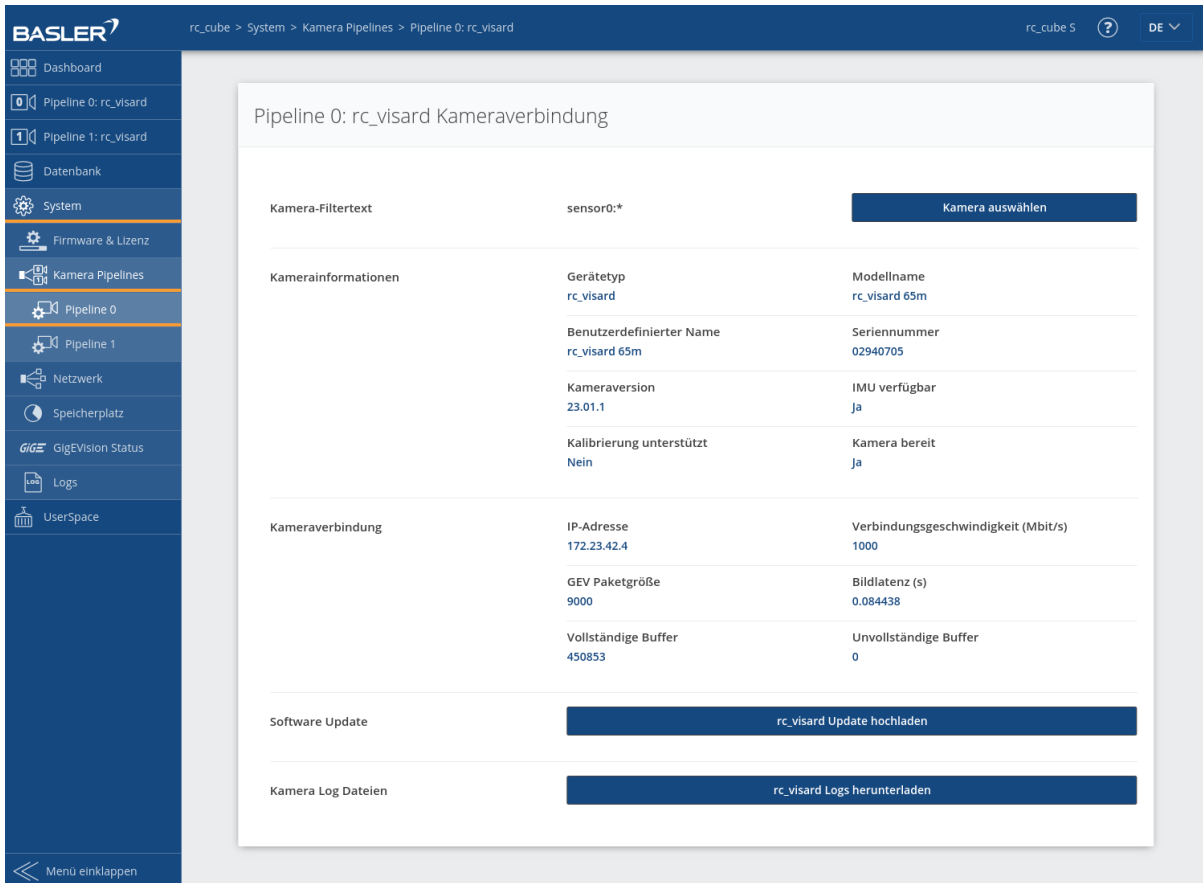 BASLER
rc_cube > System > Kamera Pipelines > Pipeline 0: rc_visard
rc_cube S
?
DE
Dashboard
0 Pipeline 0: rc_visard
1 Pipeline 1: rc_visard
Datenbank
System
Firmware & Lizenz
Kamera Pipelines
Pipeline 0
Pipeline 1
Netzwerk
Speicherplatz
GiGE GigEVision Status
LOG Logs
UserSpace
Menü einklappen
Pipeline 0: rc_visard Kameraverbindung
Kamera-Filtertext
sensor0:*
Kamera auswählen
Kamerainformationen
Gerätetyp
rc_visard
Modellname
rc_visard 65m
Benutzerdefinierter Name
rc_visard 65m
Seriennummer
02940705
Kameraversion
23.01.1
IMU verfügbar
Ja
Kalibrierung unterstützt
Nein
Kamera bereit
Ja
Kameraverbindung
IP-Adresse
172.23.42.4
Verbindungsgeschwindigkeit (Mbit/s)
1000
GEV Paketgröße
9000
Bildlatenz (s)
0.084438
Vollständige Buffer
450853
Unvollständige Buffer
0
Software Update
rc_visard Update hochladen
Kamera Log Dateien
rc_visard Logs herunterladen